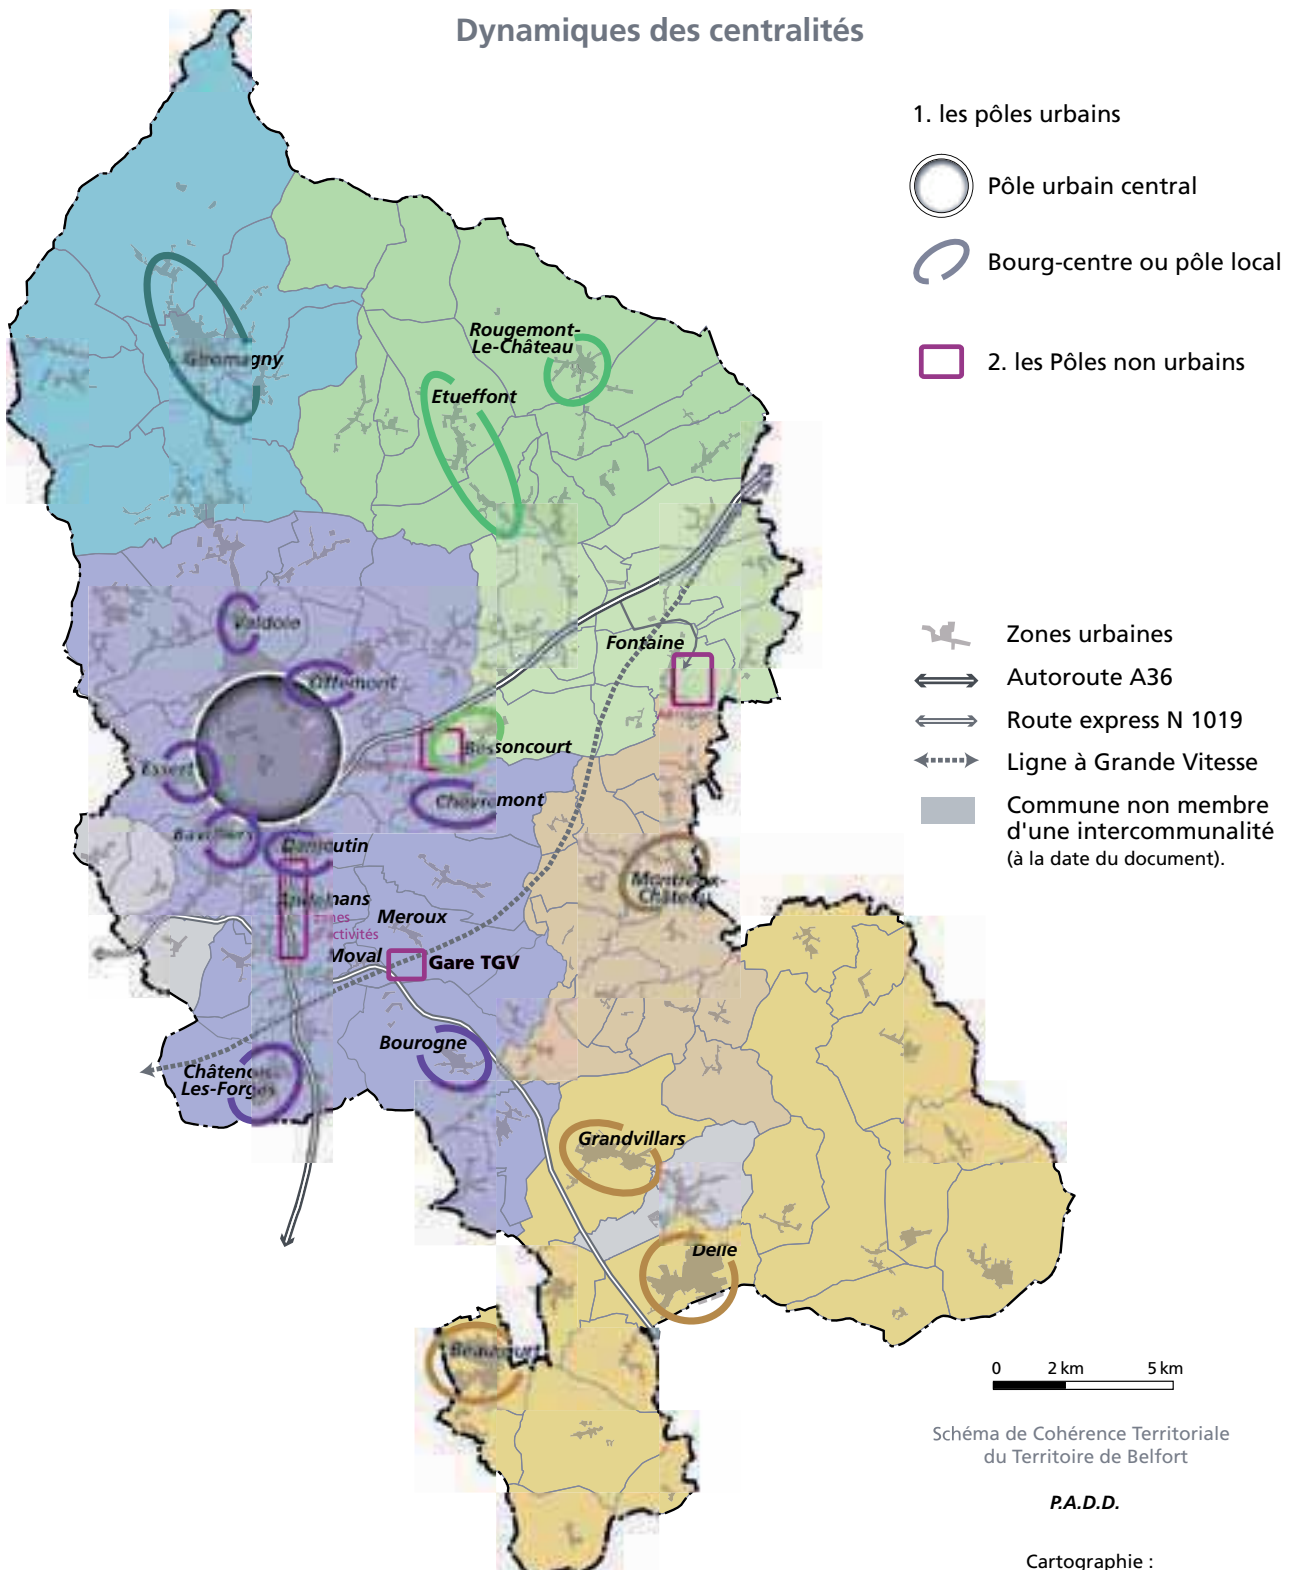 Dynamiques des centralités
1. les pôles urbains
Pôle urbain central
Bourg-centre ou pôle local
2. les Pôles non urbains
Zones urbaines
Autoroute A36
Route express N 1019
Ligne à Grande Vitesse
Commune non membre
d'une intercommunalité
(à la date du document).
Giromagny
Rougemont-
Le-Château
Etueffont
Valdoie
Offemont
Fontaine
Bessoncourt
Essert
Chèvremont
Bavilliers
Danjoutin
Montreux-
Château
Andelnans
Meroux
Moval
Gare TGV
Bourogne
Châtenois-
Les-Forges
Grandvillars
Delle
Beaucourt
0 2 km 5 km
Schéma de Cohérence Territoriale
du Territoire de Belfort
P.A.D.D.
Cartographie :